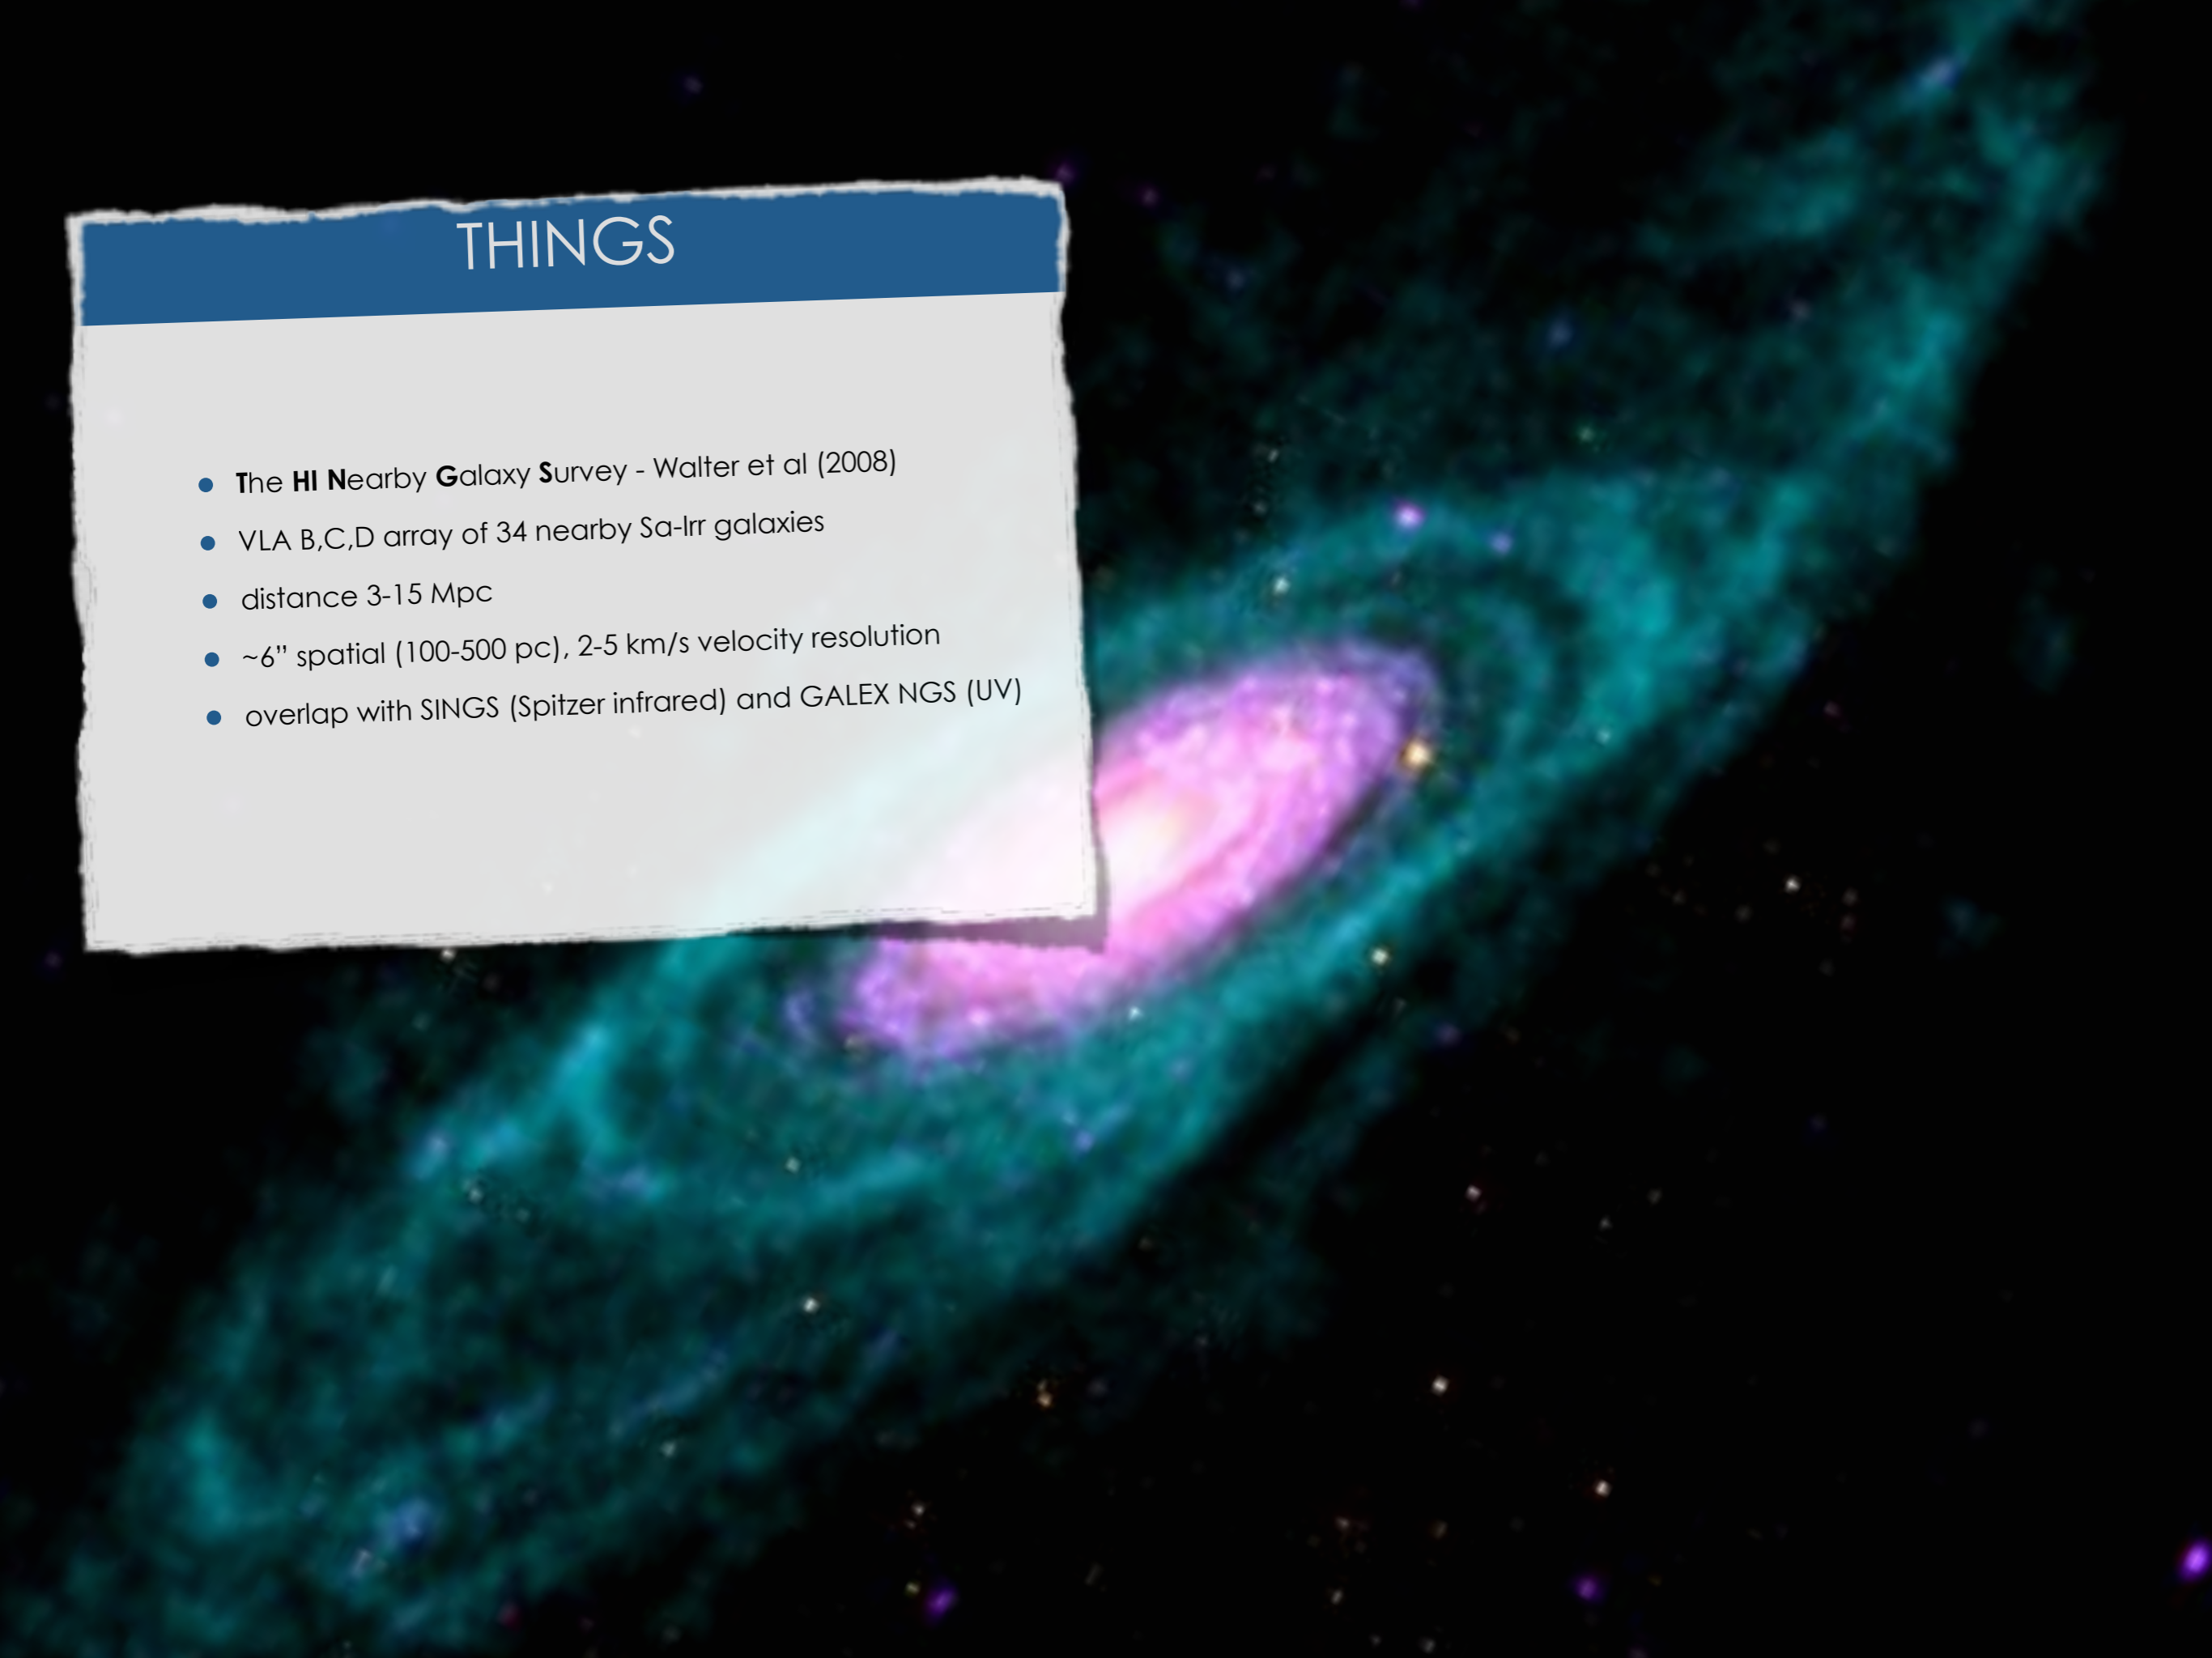 THINGS
The HI Nearby Galaxy Survey - Walter et al (2008)
VLA B,C,D array of 34 nearby Sa-Irr galaxies
distance 3-15 Mpc
~6” spatial (100-500 pc), 2-5 km/s velocity resolution
overlap with SINGS (Spitzer infrared) and GALEX NGS (UV)